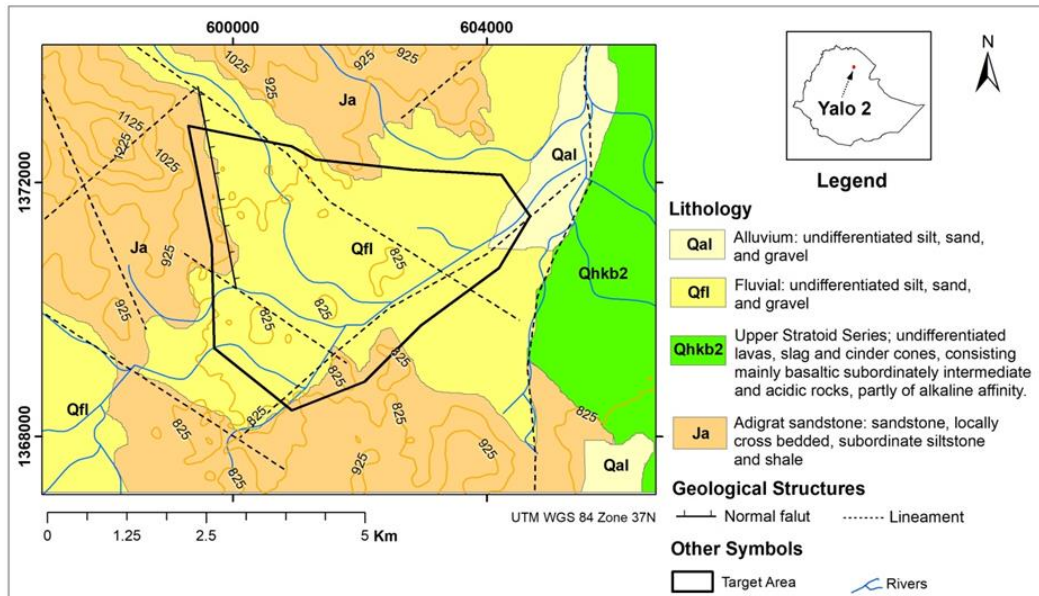 600000
604000
N
1025
925
925
925
825
Ja
1125
1225
1025
Yalo 2
Qal
1372000
Legend
Lithology
Qal
Alluvium: undifferentiated silt, sand,
and gravel
Ja
925
Qfl
825
Qhkb2
Qfl
Fluvial: undifferentiated silt, sand,
and gravel
925
825
825
Qhkb2
Upper Stratoid Series; undifferentiated
lavas, slag and cinder cones, consisting
mainly basaltic subordinately intermediate
and acidic rocks, partly of alkaline affinity.
825
825
Qfl
825
825
1368000
825
925
925
825
Qal
Ja
Adigrat sandstone: sandstone, locally
cross bedded, subordinate siltstone
and shale
Geological Structures
Normal falut
Lineament
UTM WGS 84 Zone 37N
0
1.25
2.5
5 Km
Other Symbols
Target Area
Rivers